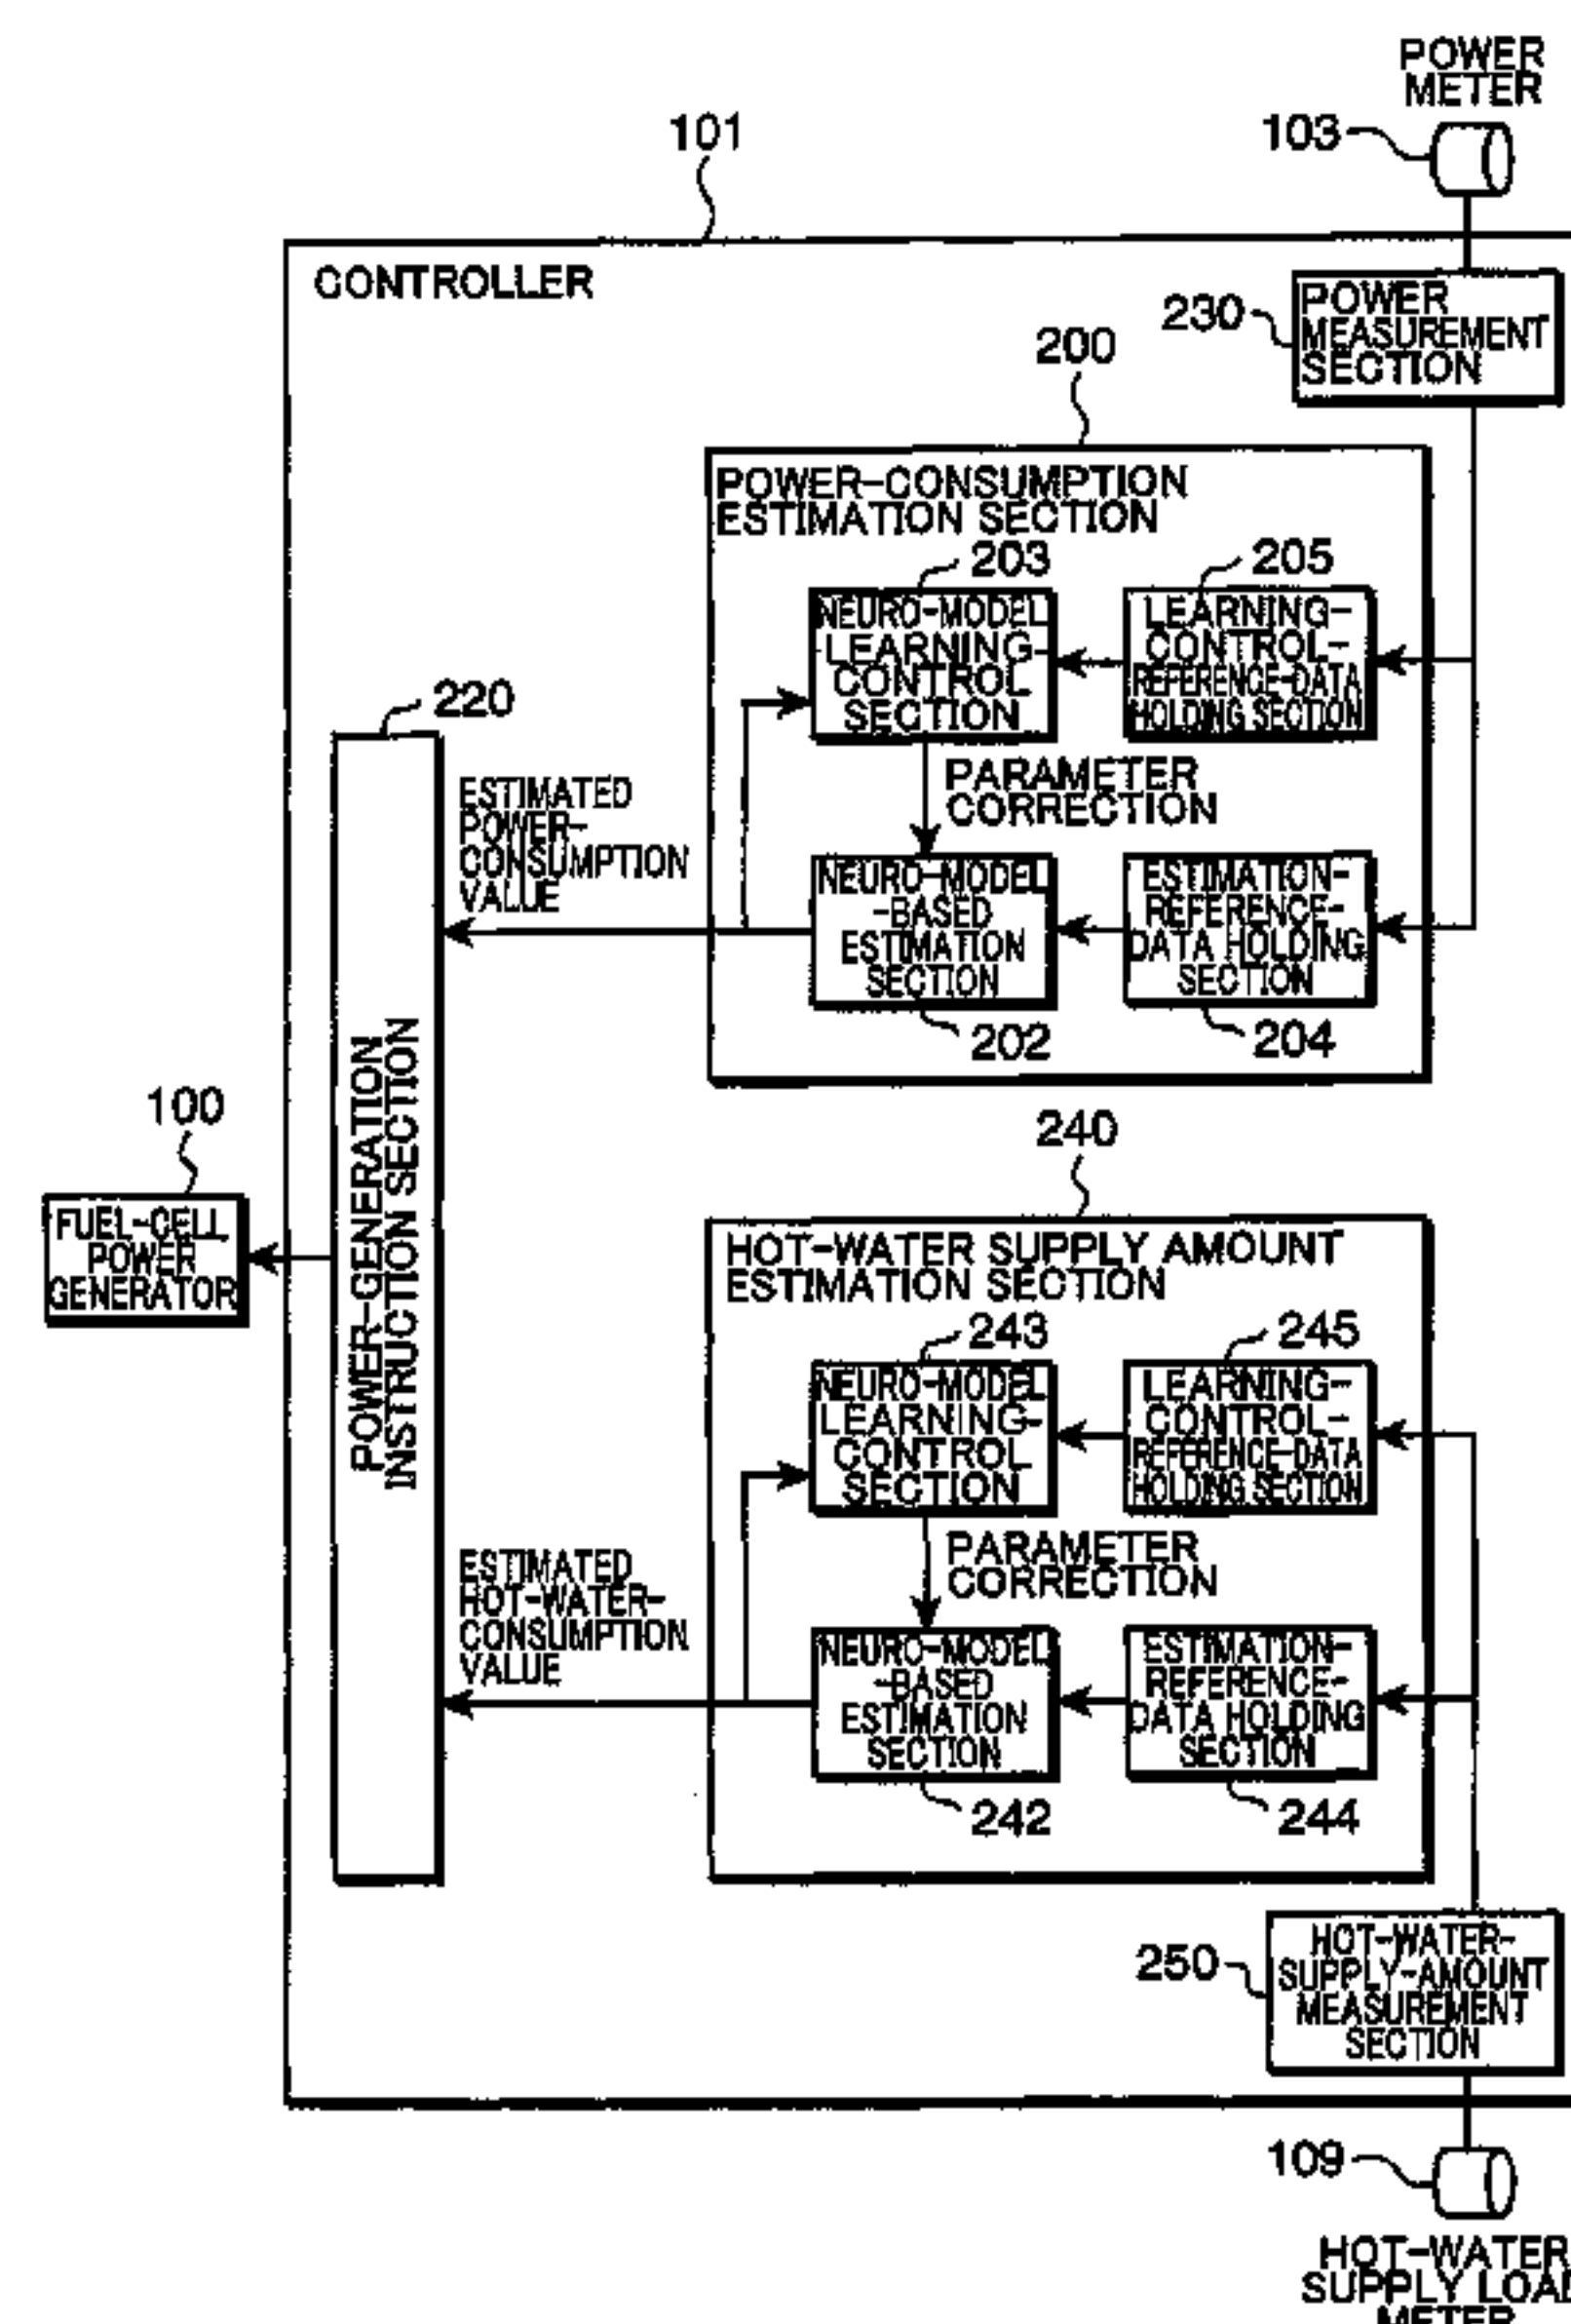 POWER
METER
103
101
CONTROLLER
230
POWER
MEASUREMENT
SECTION
200
POWER-CONSUMPTION
ESTIMATION SECTION
203
NEURO-MODEL
LEARNING-
CONTROL
SECTION
205
LEARNING-
CONTROL-
REFERENCE-DATA
HOLDING SECTION
PARAMETER
CORRECTION
220
ESTIMATED
POWER-
CONSUMPTION
VALUE
NEURO-MODEL
-BASED
ESTIMATION
SECTION
202
ESTIMATION-
REFERENCE-
DATA HOLDING
SECTION
204
POWER-GENERATION
INSTRUCTION SECTION
100
FUEL-CELL
POWER
GENERATOR
240
HOT-WATER SUPPLY AMOUNT
ESTIMATION SECTION
243
NEURO-MODEL
LEARNING-
CONTROL
SECTION
245
LEARNING-
CONTROL-
REFERENCE-DATA
HOLDING SECTION
PARAMETER
CORRECTION
ESTIMATED
HOT-WATER-
CONSUMPTION
VALUE
NEURO-MODEL
-BASED
ESTIMATION
SECTION
242
ESTIMATION-
REFERENCE-
DATA HOLDING
SECTION
244
250
HOT-WATER-
SUPPLY-AMOUNT
MEASUREMENT
SECTION
109
HOT-WATER
SUPPLY LOAD
METER